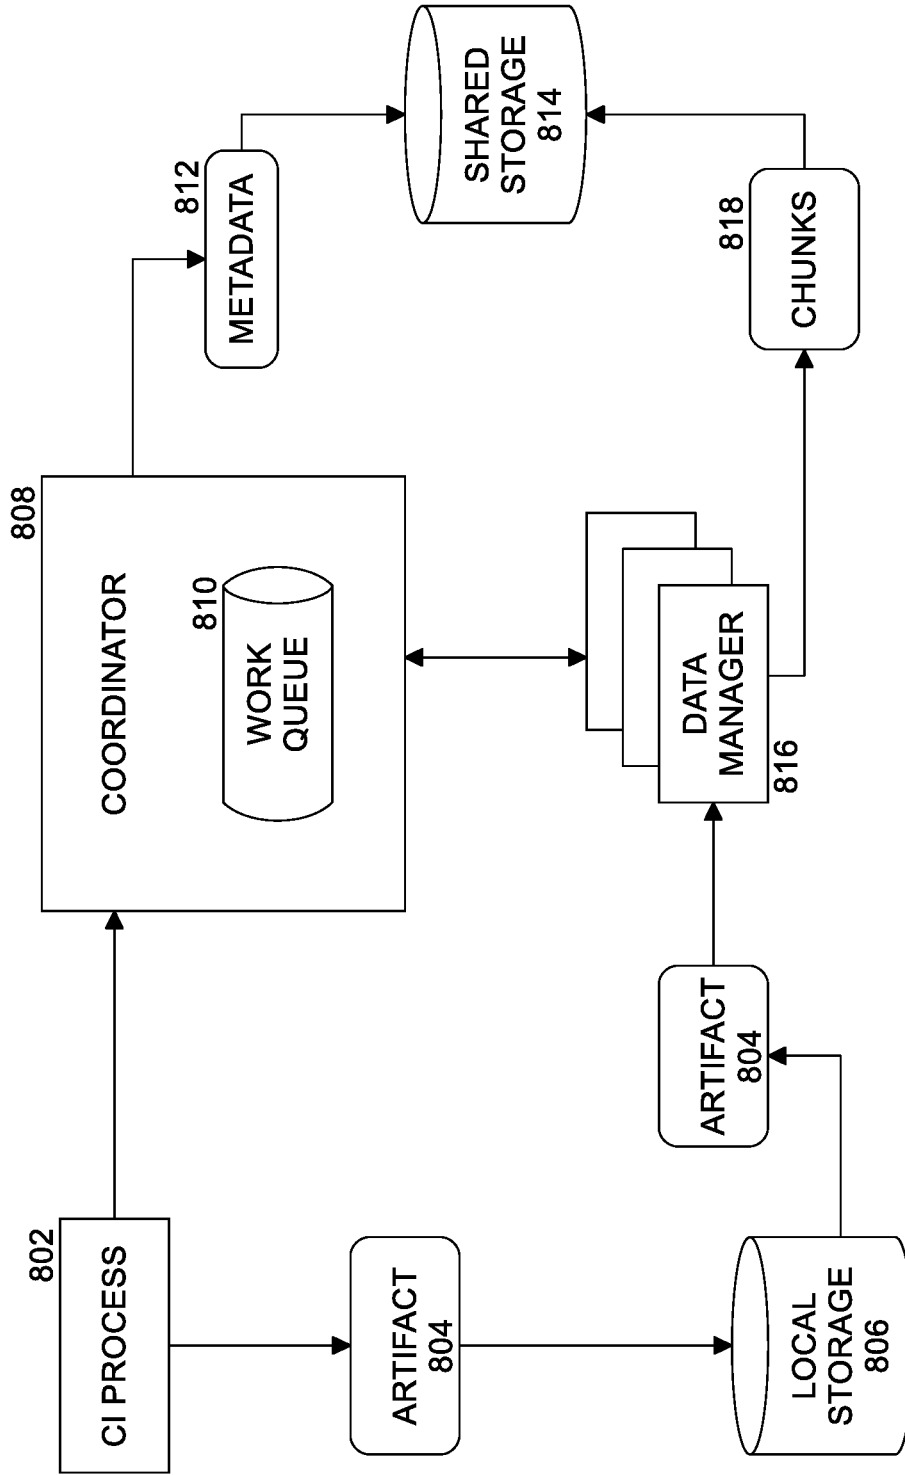 802
CI PROCESS
ARTIFACT
804
LOCAL
STORAGE
806
808
COORDINATOR
810
WORK
QUEUE
ARTIFACT
804
DATA
MANAGER
816
812
METADATA
SHARED
STORAGE
814
818
CHUNKS